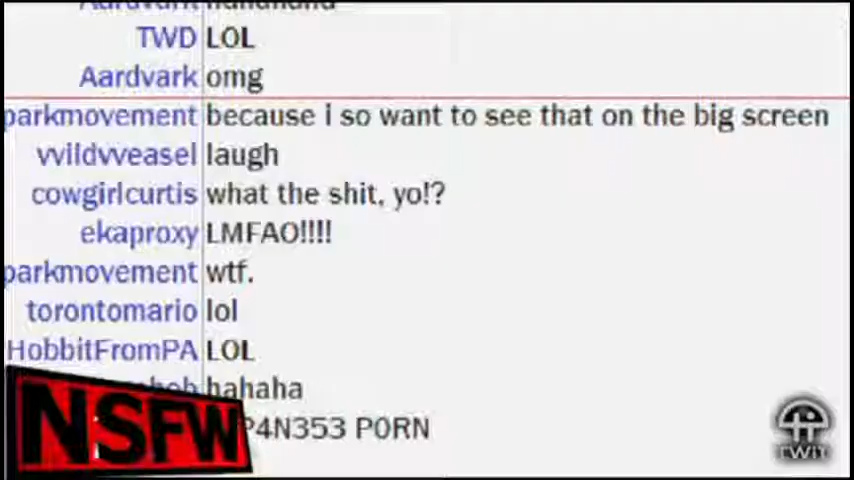 TWD LOL
Aardvark omg
parkmovement because i so want to see that on the big screen
vvildvveasel laugh
cowgirlcurtis what the shit, yo!?
ekaproxy LMFAO!!!!
parkmovement wtf.
torontomario lol
HobbitFromPA LOL
hahaha
P4N353 P0RN
NSFW
TWiT